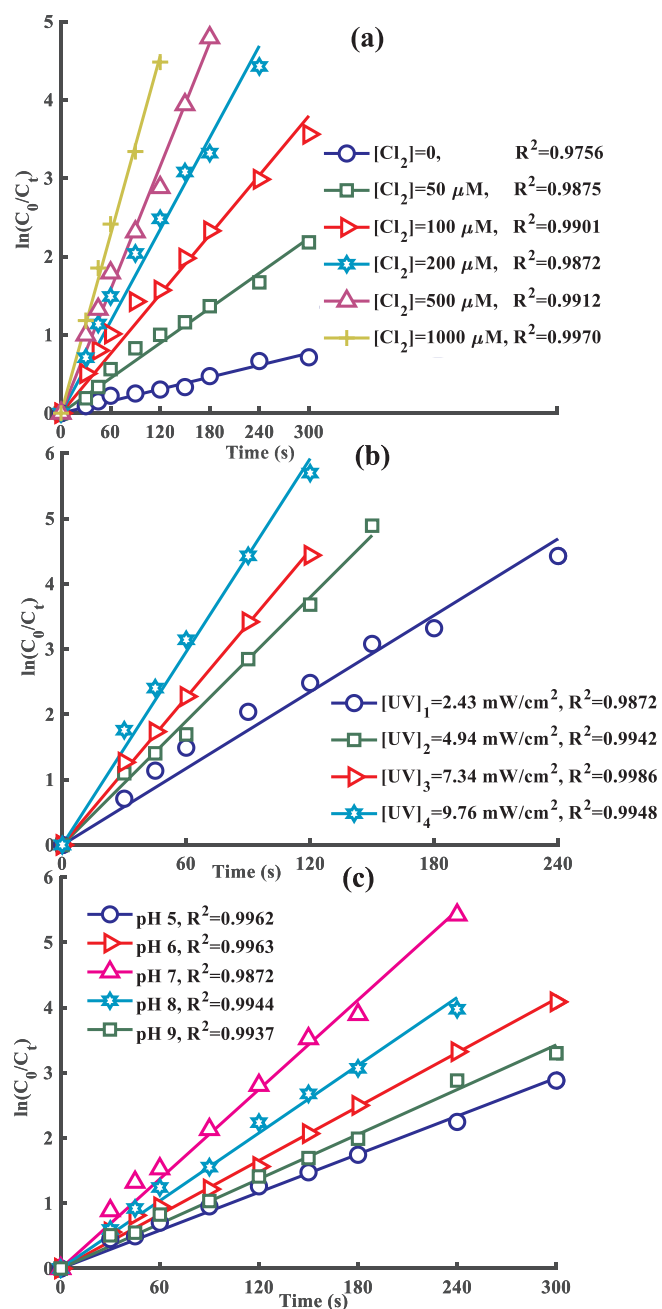 (a)
5
4
3
2
1
0
ln(C0/Ct)
[Cl2]=0, R2=0.9756
[Cl2]=50 μM, R2=0.9875
[Cl2]=100 μM, R2=0.9901
[Cl2]=200 μM, R2=0.9872
[Cl2]=500 μM, R2=0.9912
[Cl2]=1000 μM, R2=0.9970
0 60 120 180 240 300 0 60 120 180 240 300
Time (s)
(b)
7
6
5
4
3
2
1
0
ln(C0/Ct)
[UV]1=2.43 mW/cm2, R2=0.9872
[UV]2=4.94 mW/cm2, R2=0.9942
[UV]3=7.34 mW/cm2, R2=0.9986
[UV]4=9.76 mW/cm2, R2=0.9948
0 60 120 180 240
Time (s)
(c)
6
5
4
3
2
1
0
ln(C0/Ct)
pH 5, R2=0.9962
pH 6, R2=0.9963
pH 7, R2=0.9872
pH 8, R2=0.9944
pH 9, R2=0.9937
0 60 120 180 240 300
Time (s)